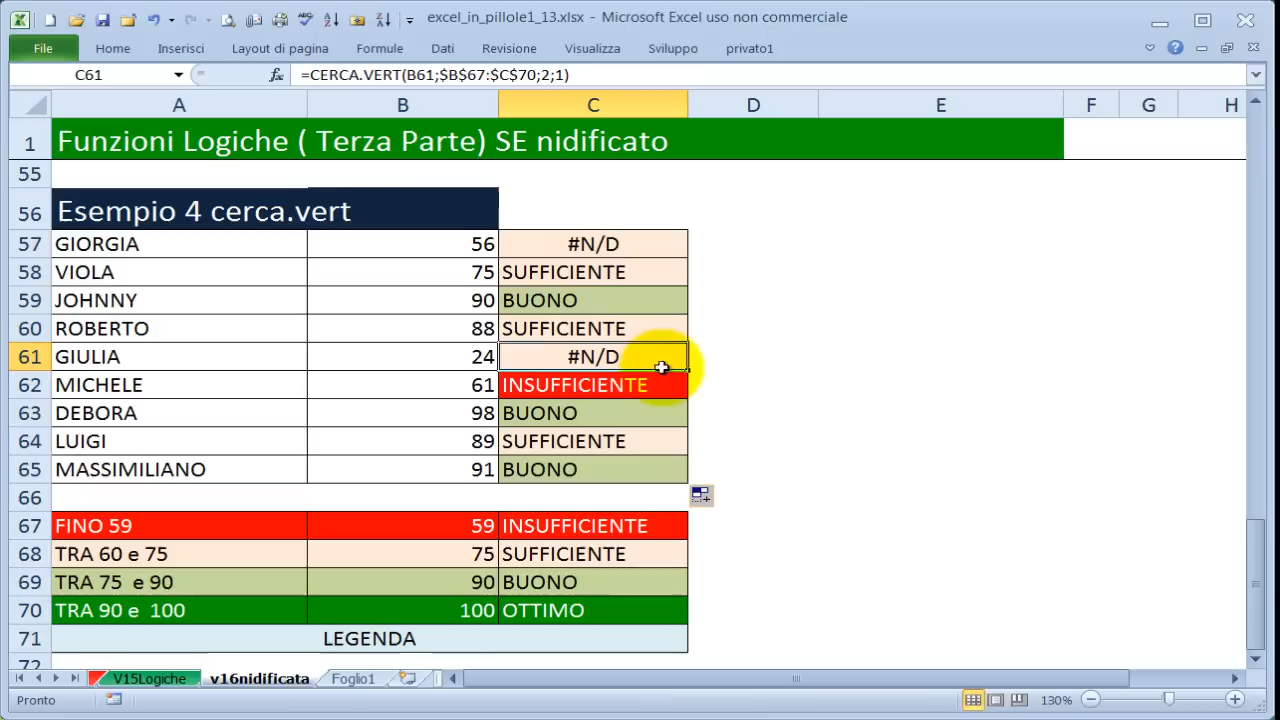 excel_in_pillole1_13.xlsx - Microsoft Excel uso non commerciale
File Home Inserisci Layout di pagina Formule Dati Revisione Visualizza Sviluppo privato1
C61 fx =CERCA.VERT(B61;$B$67:$C$70;2;1)
A B C D E F G H
1 Funzioni Logiche ( Terza Parte) SE nidificato
55
56 Esempio 4 cerca.vert
57 GIORGIA 56 #N/D
58 VIOLA 75 SUFFICIENTE
59 JOHNNY 90 BUONO
60 ROBERTO 88 SUFFICIENTE
61 GIULIA 24 #N/D
62 MICHELE 61 INSUFFICIENTE
63 DEBORA 98 BUONO
64 LUIGI 89 SUFFICIENTE
65 MASSIMILIANO 91 BUONO
66
67 FINO 59 59 INSUFFICIENTE
68 TRA 60 e 75 75 SUFFICIENTE
69 TRA 75 e 90 90 BUONO
70 TRA 90 e 100 100 OTTIMO
71 LEGENDA
72
V15Logiche v16nidificata Foglio1
Pronto 130%